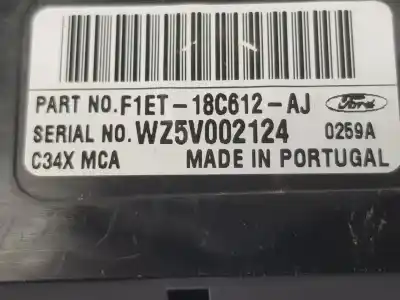 PART NO. F1ET-18C612-AJ Ford
SERIAL NO. WZ5V002124 0259A
C34X MCA MADE IN PORTUGAL